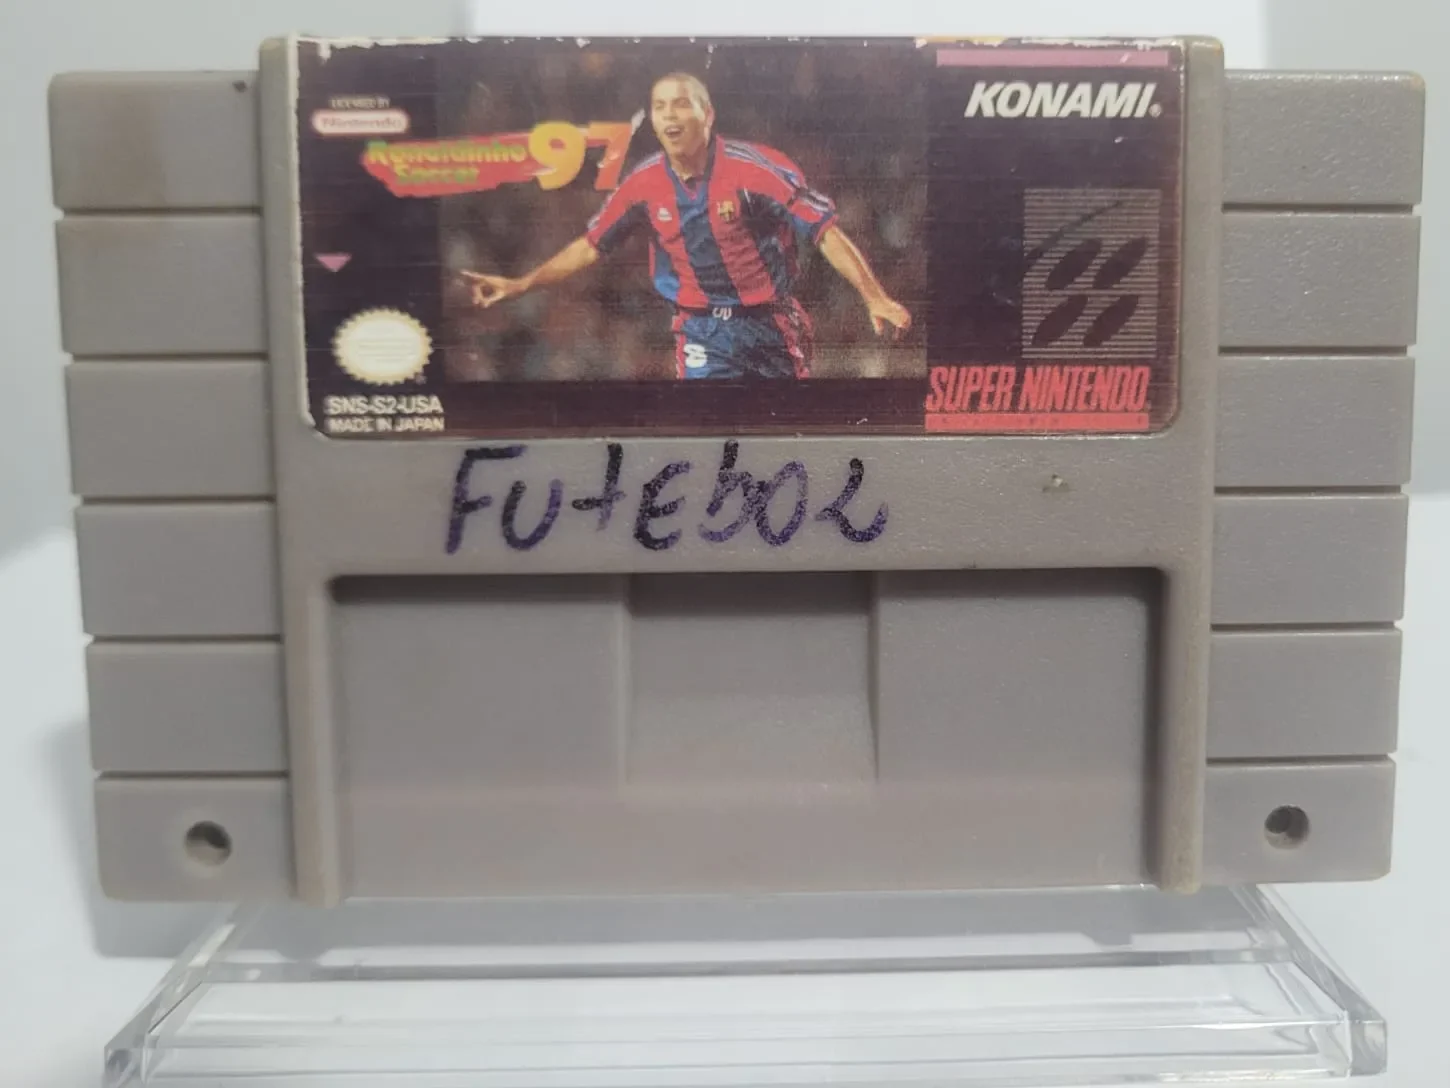 LICENSED BY
Nintendo
Ronaldinho 97
Soccer
KONAMI®
SUPER NINTENDO
SNS-S2-USA
MADE IN JAPAN
FUtEbOL